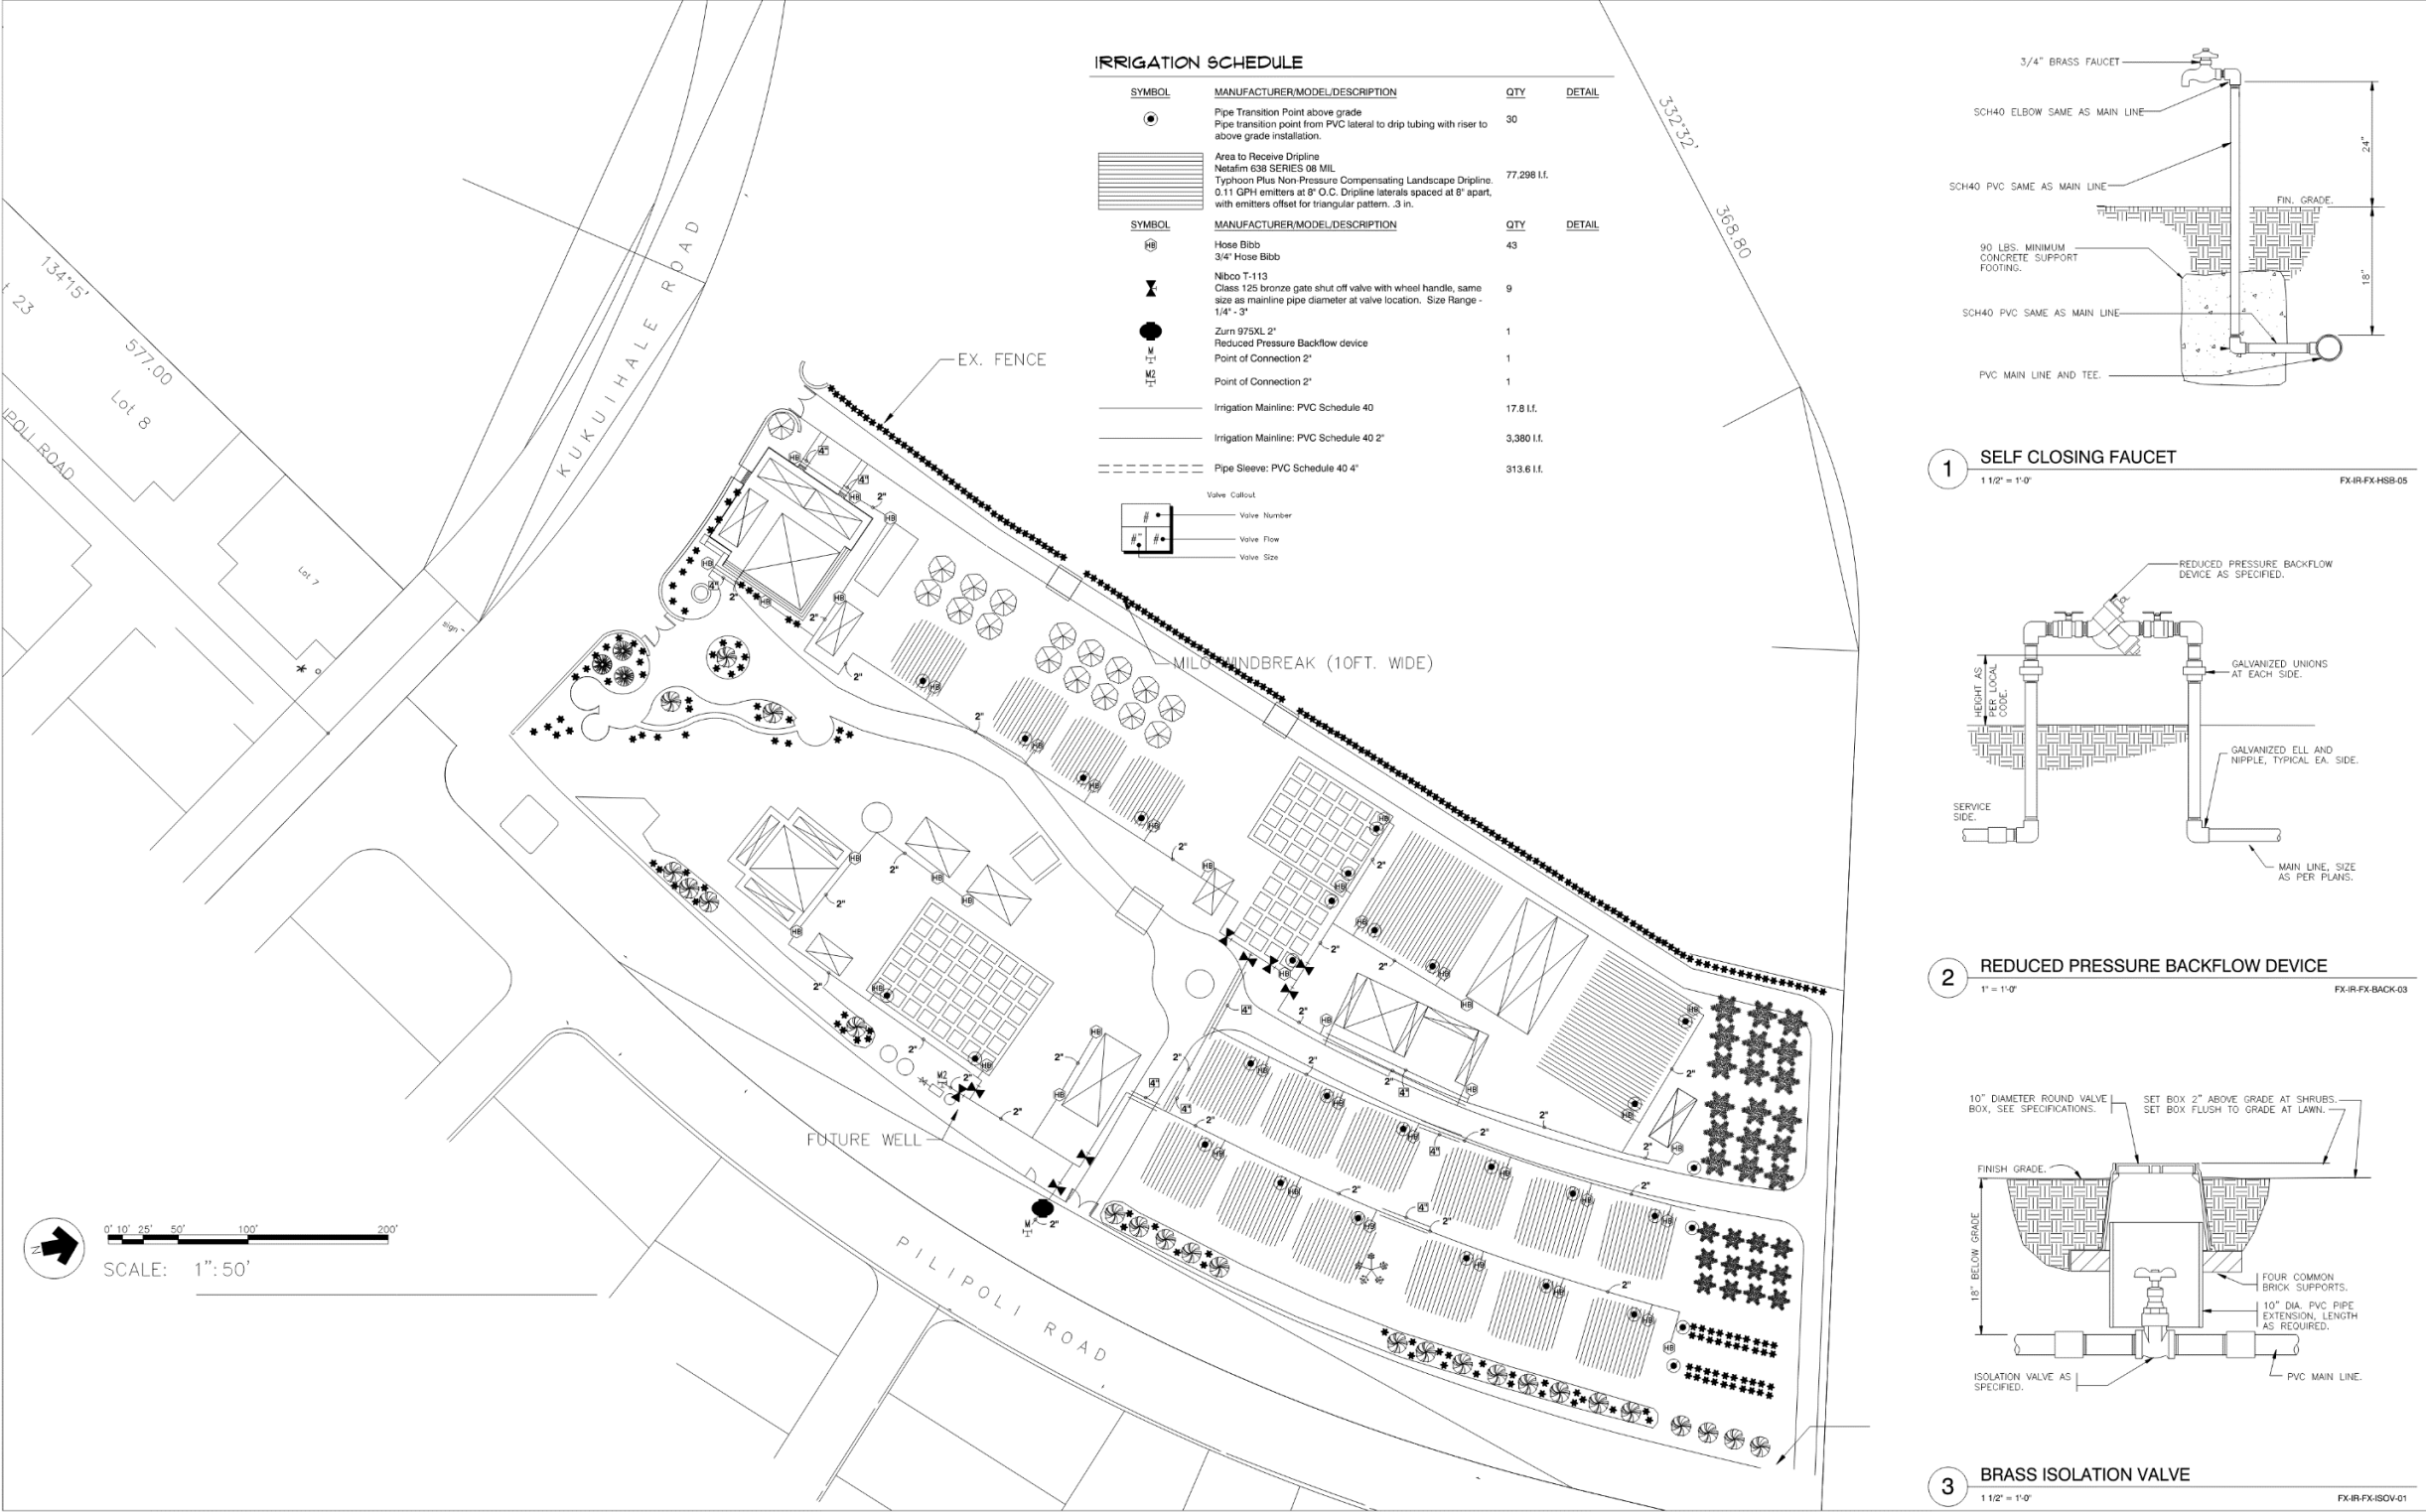 IRRIGATION SCHEDULE
SYMBOL MANUFACTURER/MODEL/DESCRIPTION QTY DETAIL
Pipe Transition Point above grade
Pipe transition point from PVC lateral to drip tubing with riser to 30
above grade installation.
Area to Receive Dripline
Netafim 638 SERIES 08 MIL
Typhoon Plus Non-Pressure Compensating Landscape Dripline. 77,298 l.f.
0.11 GPH emitters at 8" O.C. Dripline laterals spaced at 8" apart,
with emitters offset for triangular pattern. .3 in.
SYMBOL MANUFACTURER/MODEL/DESCRIPTION QTY DETAIL
HB Hose Bibb 43
3/4" Hose Bibb
Nibco T-113
Class 125 bronze gate shut off valve with wheel handle, same 9
size as mainline pipe diameter at valve location. Size Range -
1/4" - 3"
Zurn 975XL 2" 1
Reduced Pressure Backflow device
M Point of Connection 2" 1
M2 Point of Connection 2" 1
Irrigation Mainline: PVC Schedule 40 17.8 l.f.
Irrigation Mainline: PVC Schedule 40 2" 3,380 l.f.
Pipe Sleeve: PVC Schedule 40 4" 313.6 l.f.
Valve Callout
# Valve Number
#" # Valve Flow
Valve Size
134°15'
577.00
Lot 8
Lot 7
sign
KUKUIHALE ROAD
EX. FENCE
MILO WINDBREAK (10FT. WIDE)
332°32'
368.80
FUTURE WELL
M2
M 2"
PILIPOLI ROAD
N
0' 10' 25' 50' 100' 200'
SCALE: 1":50'
3/4" BRASS FAUCET
SCH40 ELBOW SAME AS MAIN LINE
24"
SCH40 PVC SAME AS MAIN LINE
FIN. GRADE.
90 LBS. MINIMUM
CONCRETE SUPPORT
FOOTING.
18"
SCH40 PVC SAME AS MAIN LINE
PVC MAIN LINE AND TEE.
1 SELF CLOSING FAUCET
1 1/2" = 1'-0" FX-IR-FX-HSB-05
REDUCED PRESSURE BACKFLOW
DEVICE AS SPECIFIED.
HEIGHT AS
PER LOCAL
CODE.
GALVANIZED UNIONS
AT EACH SIDE.
GALVANIZED ELL AND
NIPPLE, TYPICAL EA. SIDE.
SERVICE
SIDE.
MAIN LINE, SIZE
AS PER PLANS.
2 REDUCED PRESSURE BACKFLOW DEVICE
1" = 1'-0" FX-IR-FX-BACK-03
10" DIAMETER ROUND VALVE
BOX, SEE SPECIFICATIONS.
SET BOX 2" ABOVE GRADE AT SHRUBS.
SET BOX FLUSH TO GRADE AT LAWN.
FINISH GRADE.
18" BELOW GRADE
FOUR COMMON
BRICK SUPPORTS.
10" DIA. PVC PIPE
EXTENSION, LENGTH
AS REQUIRED.
ISOLATION VALVE AS
SPECIFIED.
PVC MAIN LINE.
3 BRASS ISOLATION VALVE
1 1/2" = 1'-0" FX-IR-FX-ISOV-01